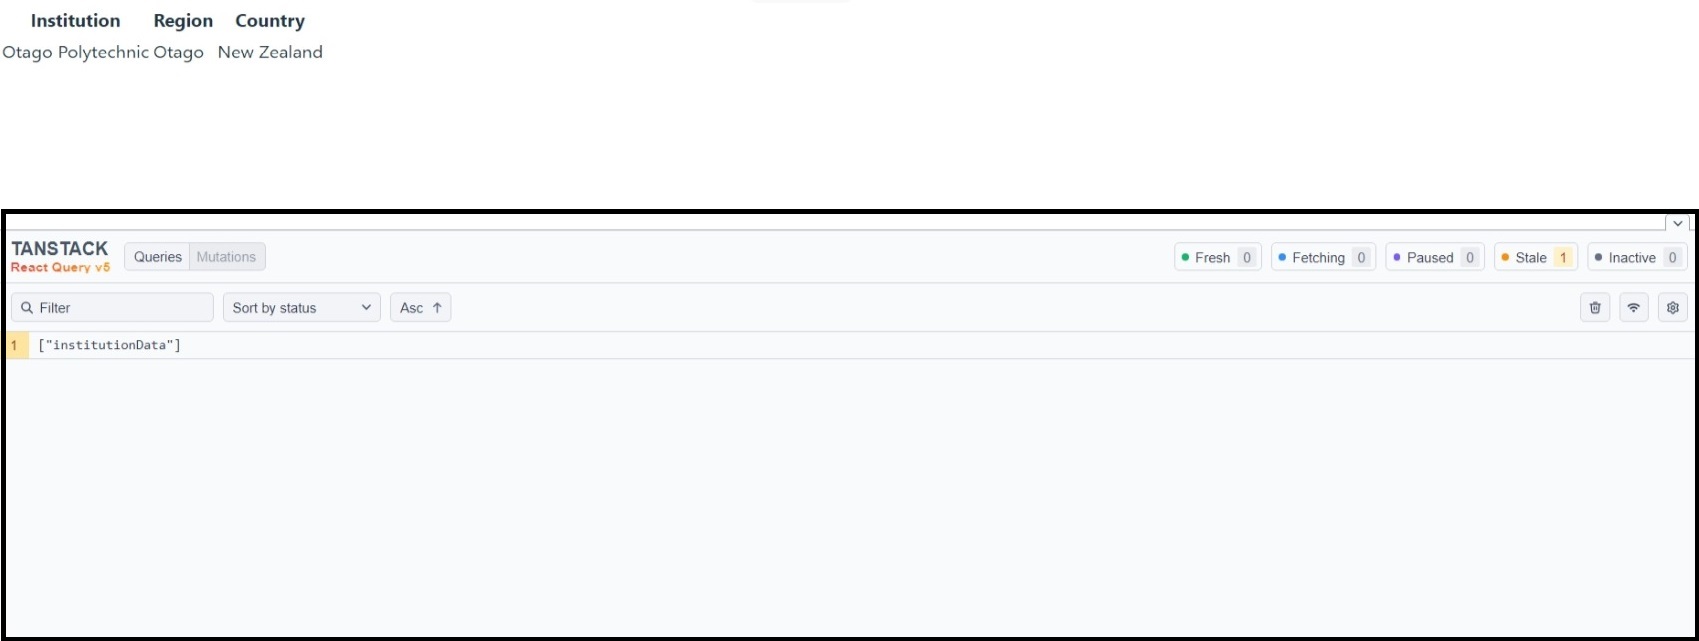 Institution Region Country
Otago Polytechnic Otago New Zealand
TANSTACK
React Query v5
Queries Mutations
Fresh 0 Fetching 0 Paused 0 Stale 1 Inactive 0
Filter Sort by status Asc ↑
1 ["institutionData"]